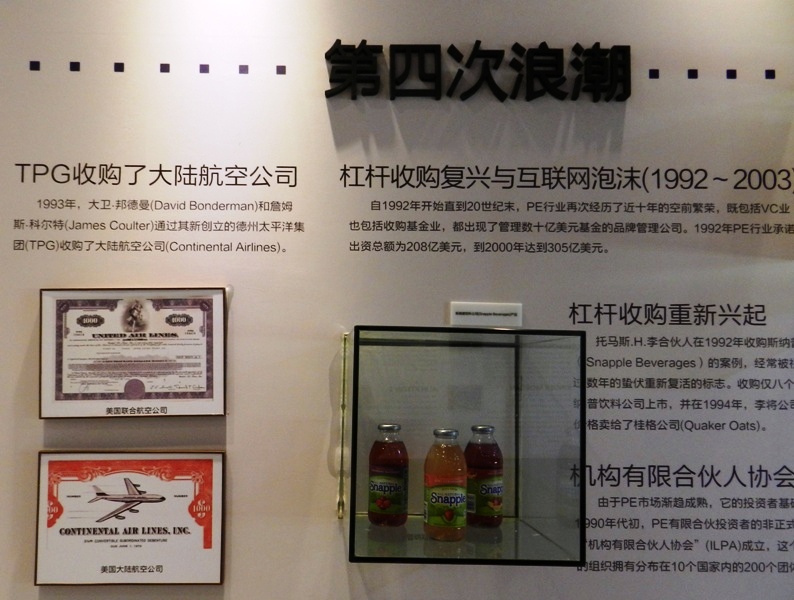 第四次浪潮
TPG收购了大陆航空公司
1993年，大卫·邦德曼(David Bonderman)和詹姆
斯·科尔特(James Coulter)通过其新创立的德州太平洋集
团(TPG)收购了大陆航空公司(Continental Airlines)。
杠杆收购复兴与互联网泡沫(1992～2003)
自1992年开始直到20世纪末，PE行业再次经历了近十年的空前繁荣，既包括VC业
也包括收购基金业，都出现了管理数十亿美元基金的品牌管理公司。1992年PE行业承诺
出资总额为208亿美元，到2000年达到305亿美元。
1000 1000
UNITED AIR LINES, INC.
美国联合航空公司
1000
CONTINENTAL AIR LINES, INC.
美国大陆航空公司
Snapple
Snapple
Snapple
杠杆收购重新兴起
托马斯.H.李合伙人在1992年收购斯纳普
（Snapple Beverages）的案例，经常被
过数年的蛰伏重新复活的标志。收购仅八个
纳普饮料公司上市，并在1994年，李将公司
价格卖给了桂格公司(Quaker Oats)。
机构有限合伙人协会
由于PE市场渐趋成熟，它的投资者基础
1990年代初，PE有限合伙投资者的非正式
“机构有限合伙人协会”(ILPA)成立，这个
的组织拥有分布在10个国家内的200个团体